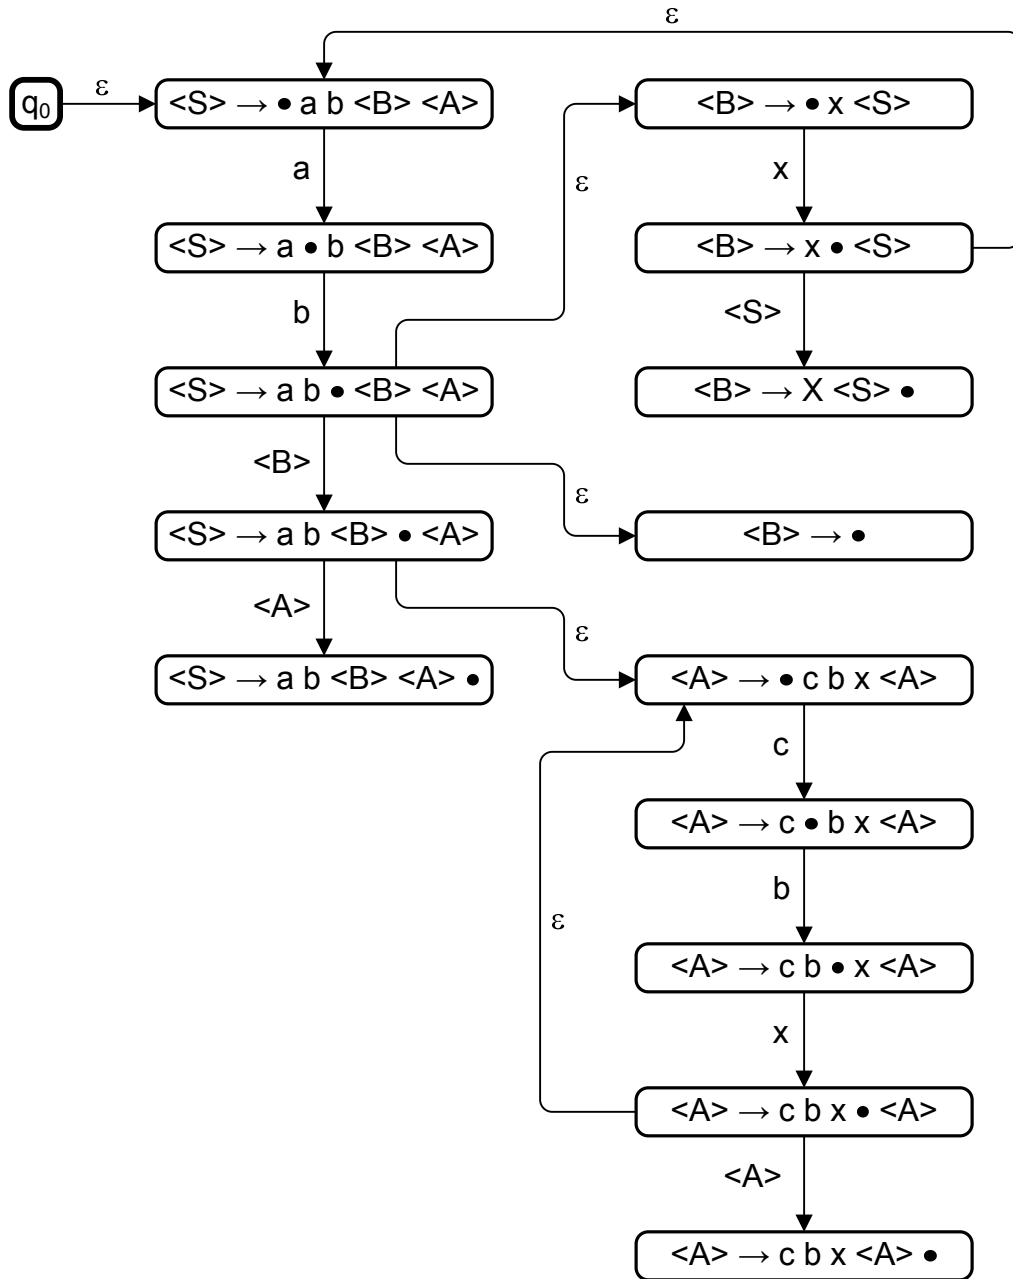 ε
q₀ ε <S> → • a b <B> <A> <B> → • x <S>
a x
ε
<S> → a • b <B> <A> <B> → x • <S>
b <S>
<S> → a b • <B> <A> <B> → X <S> •
<B>
ε
<S> → a b <B> • <A> <B> → •
<A>
ε
<S> → a b <B> <A> • <A> → • c b x <A>
c
<A> → c • b x <A>
b
ε
<A> → c b • x <A>
x
<A> → c b x • <A>
<A>
<A> → c b x <A> •